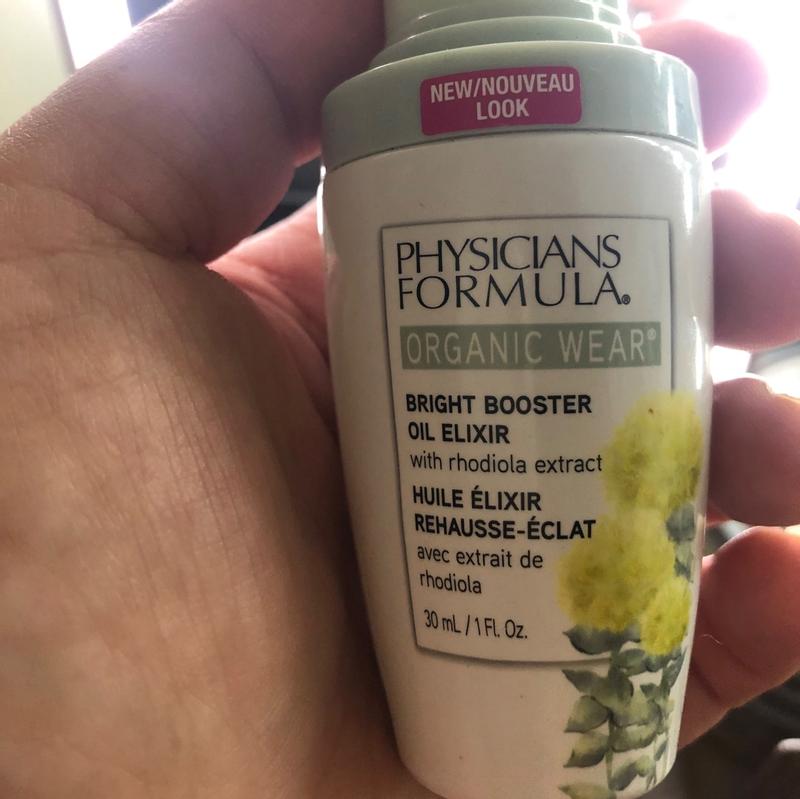 NEW/NOUVEAU
LOOK
PHYSICIANS
FORMULA®
ORGANIC WEAR®
BRIGHT BOOSTER
OIL ELIXIR
with rhodiola extract
HUILE ÉLIXIR
REHAUSSE-ÉCLAT
avec extrait de
rhodiola
30 mL / 1 Fl. Oz.